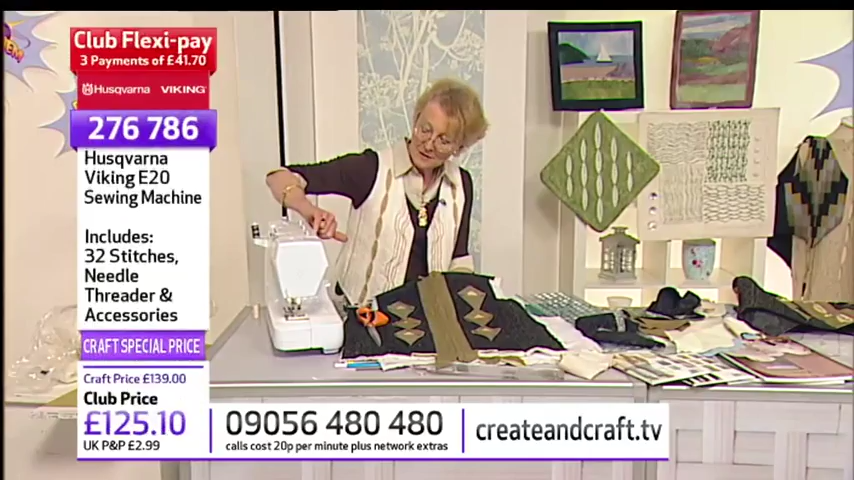 Club Flexi-pay
3 Payments of £41.70
Husqvarna VIKING
276 786
Husqvarna
Viking E20
Sewing Machine
Includes:
32 Stitches,
Needle
Threader &
Accessories
CRAFT SPECIAL PRICE
Craft Price £139.00
Club Price
£125.10
UK P&P £2.99
09056 480 480
calls cost 20p per minute plus network extras
createandcraft.tv